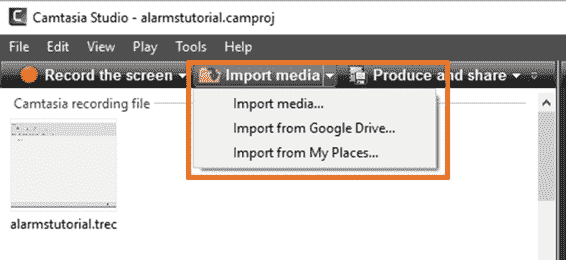 Camtasia Studio - alarmstutorial.camproj
File Edit View Play Tools Help
Record the screen Import media Produce and share
Camtasia recording file
Import media...
Import from Google Drive...
Import from My Places...
alarmstutorial.trec